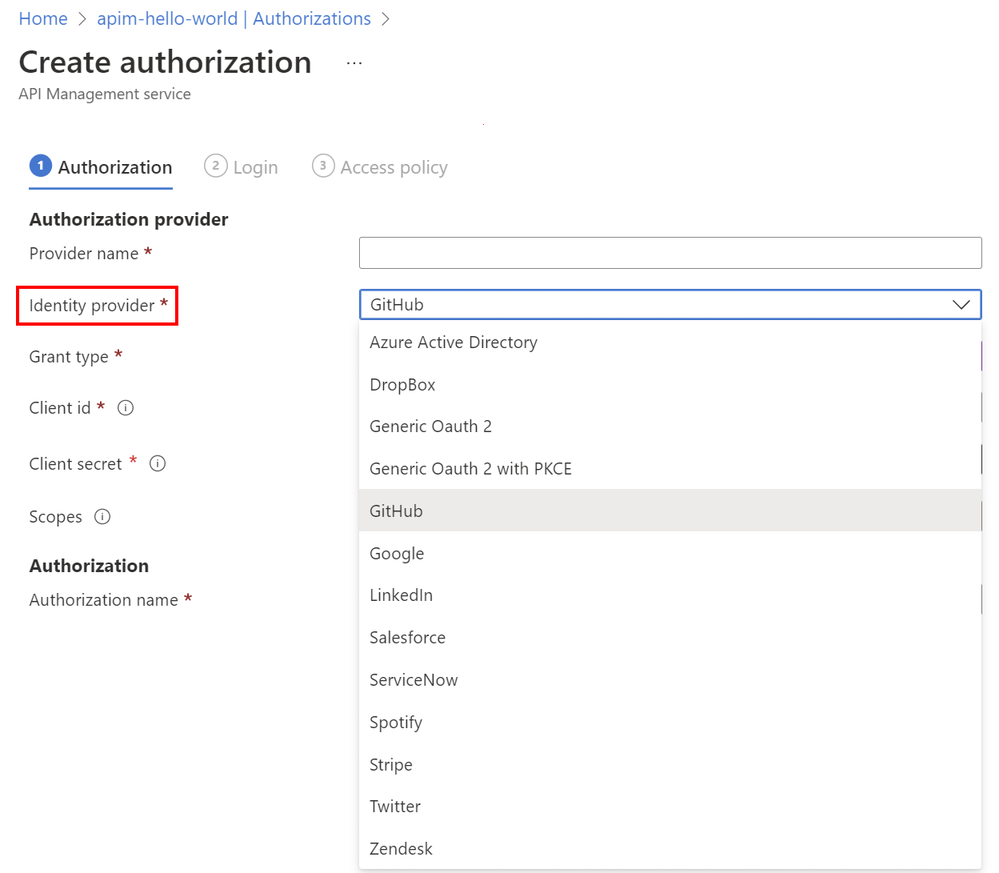 Home > apim-hello-world | Authorizations >
Create authorization ...
API Management service
1 Authorization 2 Login 3 Access policy
Authorization provider
Provider name *
Identity provider * GitHub
Azure Active Directory
Grant type *
DropBox
Client id *
Generic Oauth 2
Client secret *
Generic Oauth 2 with PKCE
GitHub
Scopes
Google
Authorization
LinkedIn
Authorization name *
Salesforce
ServiceNow
Spotify
Stripe
Twitter
Zendesk